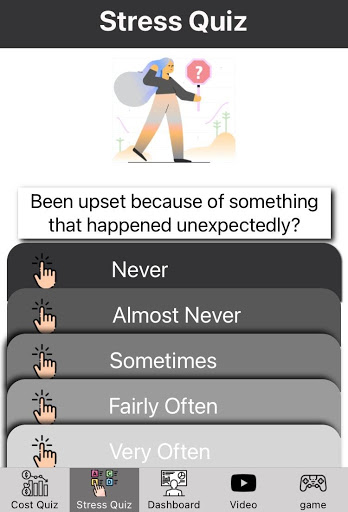 Stress Quiz
?
Been upset because of something
that happened unexpectedly?
Never
Almost Never
Sometimes
Fairly Often
Very Often
Cost Quiz
Stress Quiz
Dashboard
Video
game